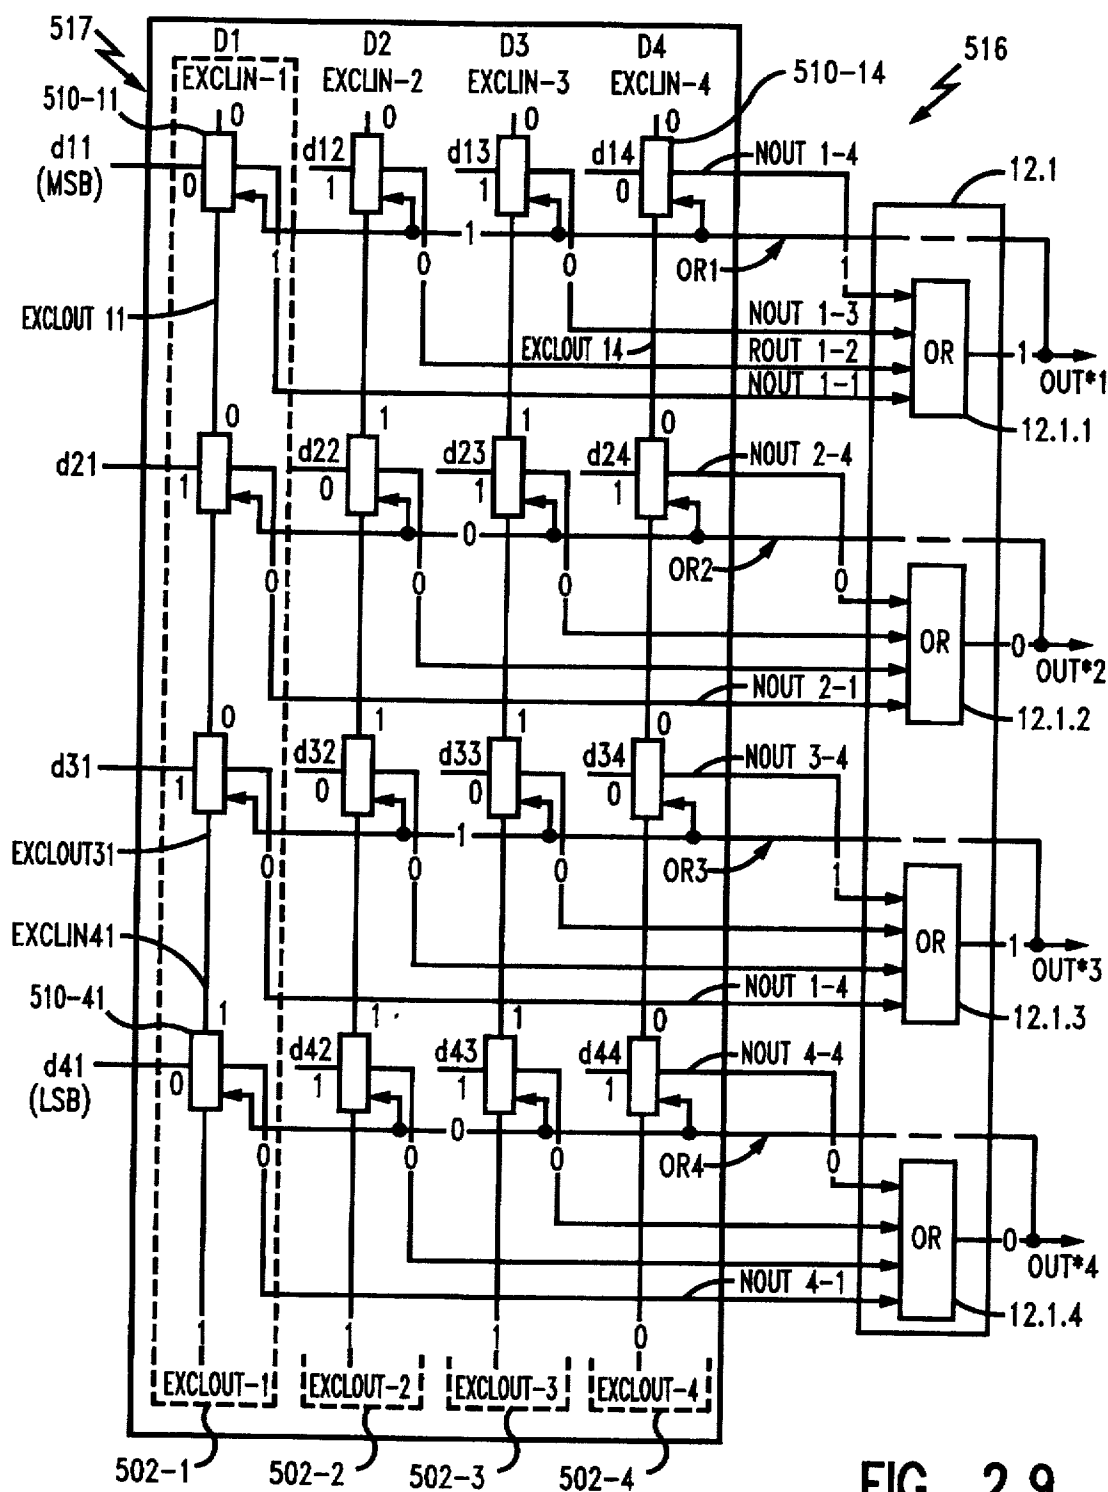 517
D1
D2
D3
D4
516
EXCLIN-1
EXCLIN-2
EXCLIN-3
EXCLIN-4
510-14
510-11
0
0
0
0
d11
(MSB)
0
d12
1
d13
1
d14
0
NOUT 1-4
12.1
1
1
0
0
OR1
1
EXCLOUT 11
NOUT 1-3
EXCLOUT 14
ROUT 1-2
NOUT 1-1
OR
1
OUT*1
12.1.1
0
1
1
0
d21
1
d22
0
d23
1
d24
1
NOUT 2-4
0
0
0
0
OR2
0
OR
0
OUT*2
NOUT 2-1
12.1.2
0
1
1
0
d31
1
d32
0
d33
0
d34
0
NOUT 3-4
1
EXCLOUT31
0
0
0
OR3
1
EXCLIN41
OR
1
OUT*3
NOUT 1-4
12.1.3
510-41
1
1
1
0
d41
(LSB)
0
d42
1
d43
1
d44
1
NOUT 4-4
0
0
0
0
OR4
0
OR
0
OUT*4
NOUT 4-1
12.1.4
1
1
1
0
EXCLOUT-1
EXCLOUT-2
EXCLOUT-3
EXCLOUT-4
502-1
502-2
502-3
502-4
FIG. 2.9